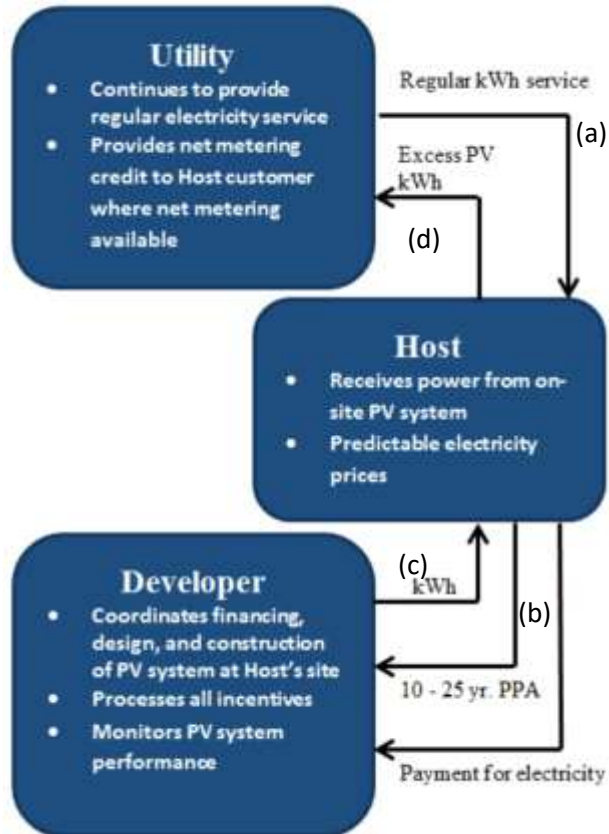 Utility
• Continues to provide
regular electricity service
• Provides net metering
credit to Host customer
where net metering
available
Regular kWh service
(a)
Excess PV
kWh
(d)
Host
• Receives power from on-
site PV system
• Predictable electricity
prices
Developer
• Coordinates financing,
design, and construction
of PV system at Host's site
• Processes all incentives
• Monitors PV system
performance
(c)
kWh
(b)
10 - 25 yr. PPA
Payment for electricity